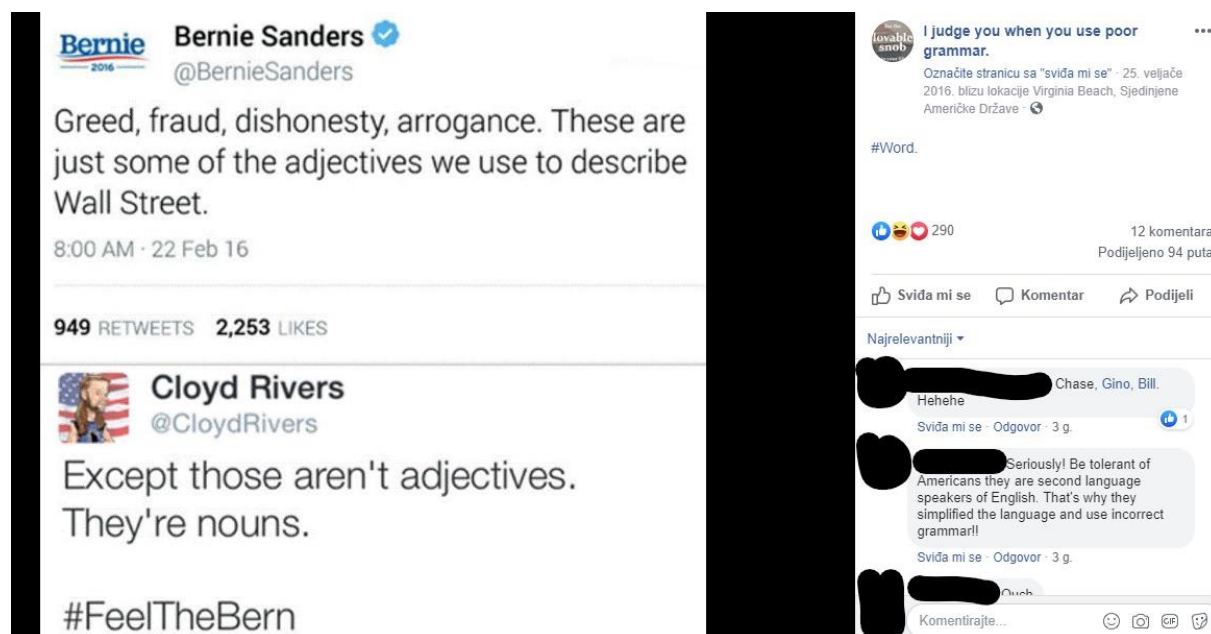 Bernie
2016
Bernie Sanders
@BernieSanders
Greed, fraud, dishonesty, arrogance. These are
just some of the adjectives we use to describe
Wall Street.
8:00 AM · 22 Feb 16
949 RETWEETS 2,253 LIKES
Cloyd Rivers
@CloydRivers
Except those aren't adjectives.
They're nouns.
#FeelTheBern
lovable
snob
I judge you when you use poor
grammar.
Označite stranicu sa "sviđa mi se" · 25. veljače
2016. blizu lokacije Virginia Beach, Sjedinjene
Američke Države ·
#Word.
290
12 komentara
Podijeljeno 94 puta
Sviđa mi se Komentar Podijeli
Najrelevantniji
Chase, Gino, Bill.
Hehehe
1
Sviđa mi se · Odgovor · 3 g.
Seriously! Be tolerant of
Americans they are second language
speakers of English. That's why they
simplified the language and use incorrect
grammar!!
Sviđa mi se · Odgovor · 3 g.
Ouch
Komentirajte...
GIF